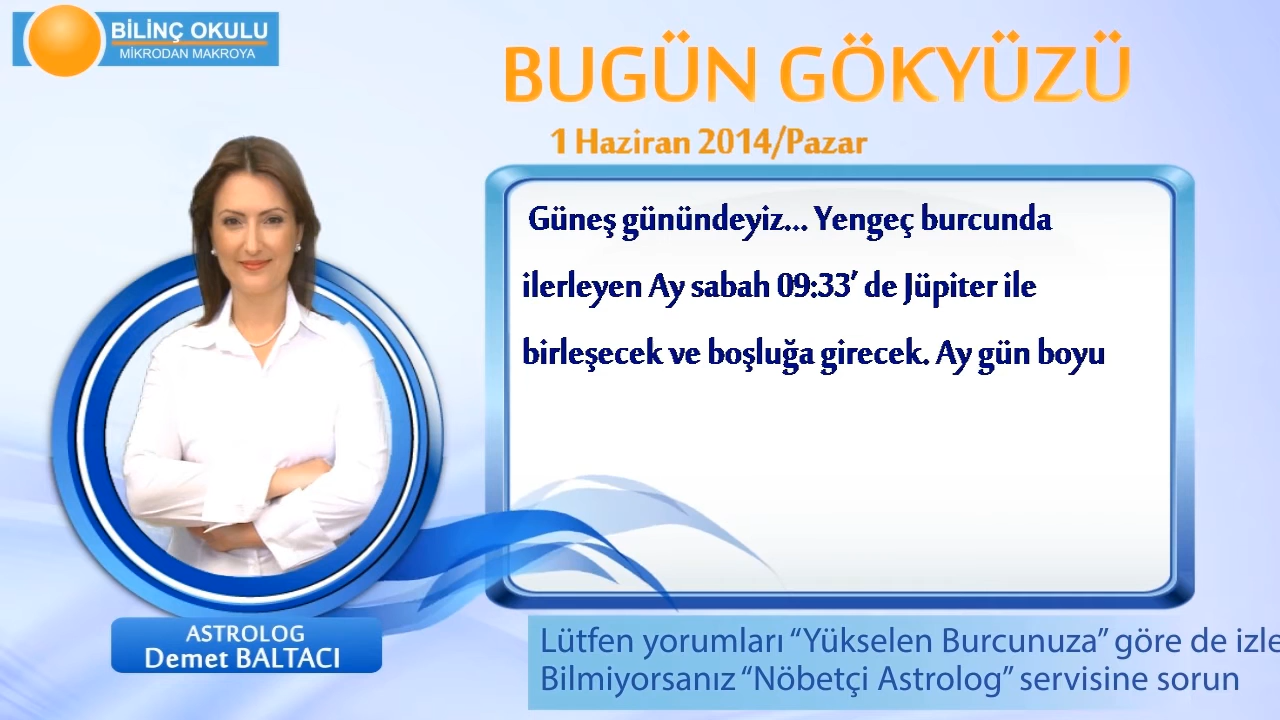 BİLİNÇ OKULU
MİKRODAN MAKROYA
BUGÜN GÖKYÜZÜ
1 Haziran 2014/Pazar
Güneş günündeyiz... Yengeç burcunda
ilerleyen Ay sabah 09:33' de Jüpiter ile
birleşecek ve boşluğa girecek. Ay gün boyu
ASTROLOG
Demet BALTACI
Lütfen yorumları “Yükselen Burcunuza” göre de izle
Bilmiyorsanız “Nöbetçi Astrolog” servisine sorun